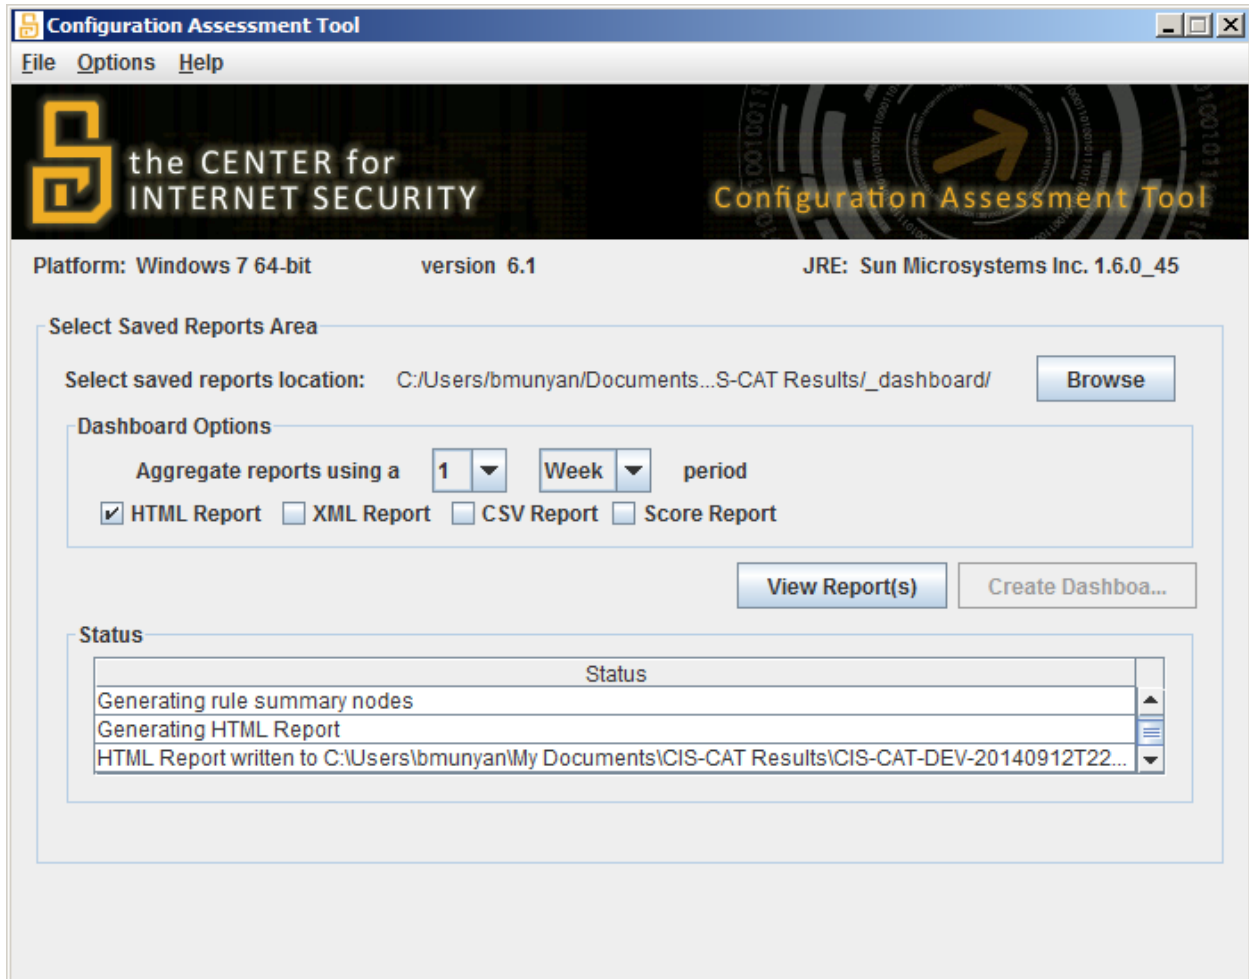 Configuration Assessment Tool
File Options Help
the CENTER for
INTERNET SECURITY
Configuration Assessment Tool
Platform: Windows 7 64-bit version 6.1 JRE: Sun Microsystems Inc. 1.6.0_45
Select Saved Reports Area
Select saved reports location: C:/Users/bmunyan/Documents...S-CAT Results/_dashboard/ Browse
Dashboard Options
Aggregate reports using a 1 Week period
HTML Report XML Report CSV Report Score Report
View Report(s) Create Dashboa...
Status
Status
Generating rule summary nodes
Generating HTML Report
HTML Report written to C:\Users\bmunyan\My Documents\CIS-CAT Results\CIS-CAT-DEV-20140912T22...